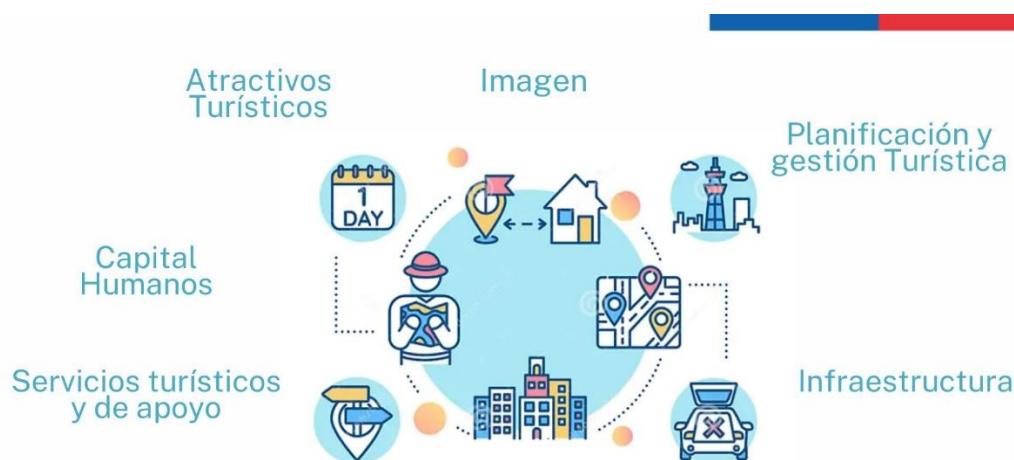 Atractivos
Turísticos
Imagen
Planificación y
gestión Turística
1
DAY
Capital
Humanos
Servicios turísticos
y de apoyo
Infraestructura